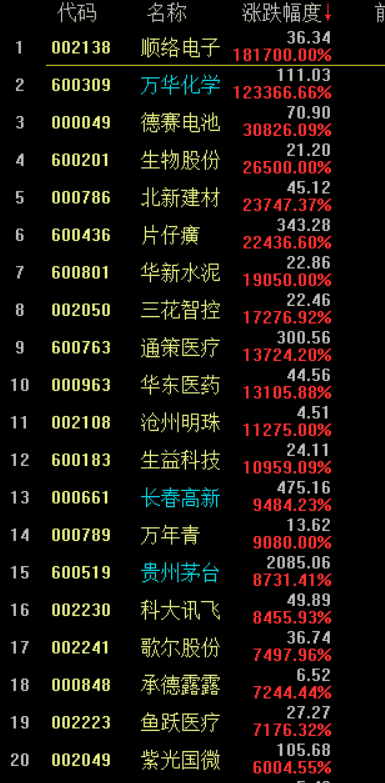 代码 名称 涨跌幅度↓
1 002138 顺络电子 36.34
181700.00%
2 600309 万华化学 111.03
123366.66%
3 000049 德赛电池 70.90
30826.09%
4 600201 生物股份 21.20
26500.00%
5 000786 北新建材 45.12
23747.37%
6 600436 片仔癀 343.28
22436.60%
7 600801 华新水泥 22.86
19050.00%
8 002050 三花智控 22.46
17276.92%
9 600763 通策医疗 300.56
13724.20%
10 000963 华东医药 44.56
13105.88%
11 002108 沧州明珠 4.51
11275.00%
12 600183 生益科技 24.11
10959.09%
13 000661 长春高新 475.16
9484.23%
14 000789 万年青 13.62
9080.00%
15 600519 贵州茅台 2085.06
8731.41%
16 002230 科大讯飞 49.89
8455.93%
17 002241 歌尔股份 36.74
7497.96%
18 000848 承德露露 6.52
7244.44%
19 002223 鱼跃医疗 27.27
7176.32%
20 002049 紫光国微 105.68
6004.55%